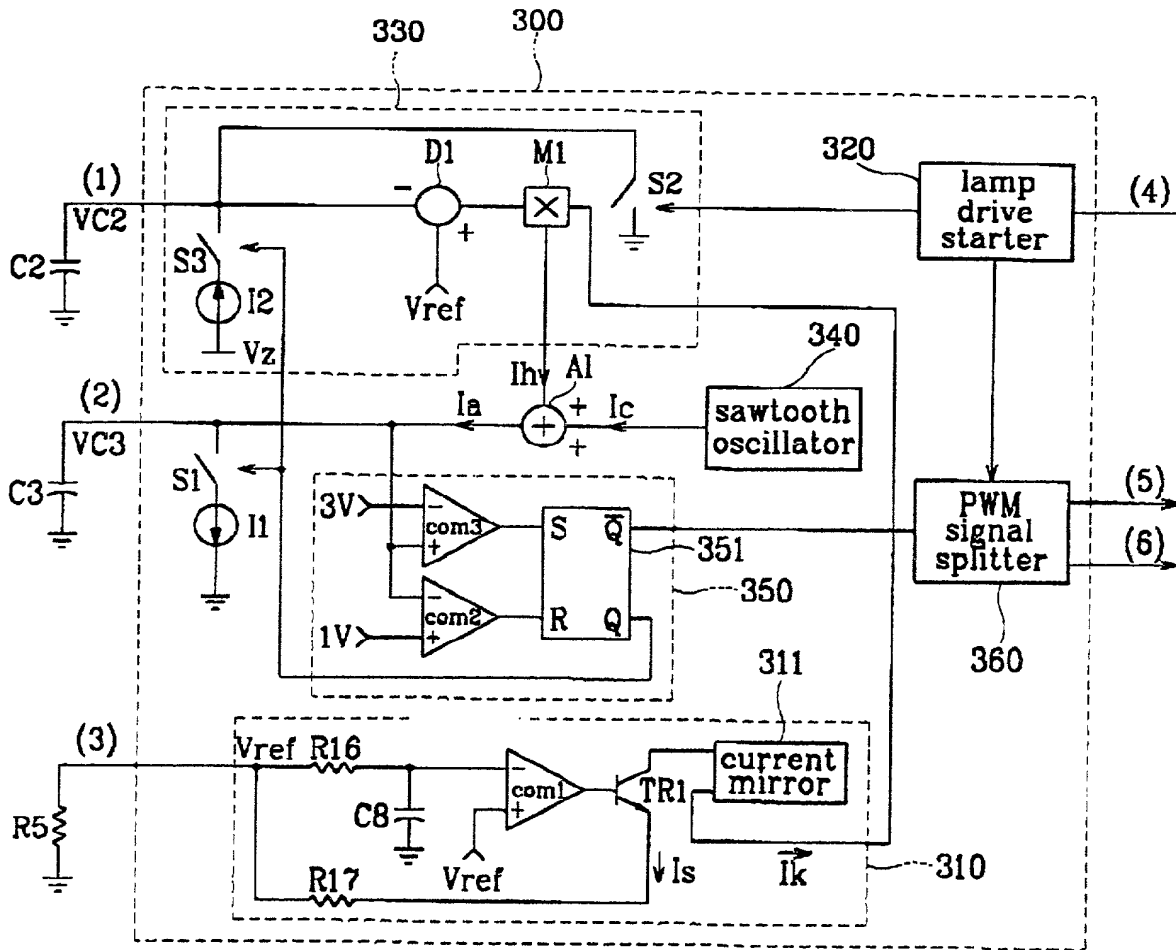 300
330
320
D1
M1
S2
lamp
drive
starter
(4)
(1)
VC2
-
+
C2
S3
I2
Vref
Vz
340
Ih
A1
(2)
Ia
+
+
+
Ic
sawtooth
oscillator
VC3
C3
S1
I1
3V
-
com3
+
S
Q̅
351
PWM
signal
splitter
(5)
(6)
350
-
com2
+
1V
R
Q
360
311
(3)
Vref
R16
-
com1
+
TR1
current
mirror
R5
C8
Vref
R17
Is
Ik
310